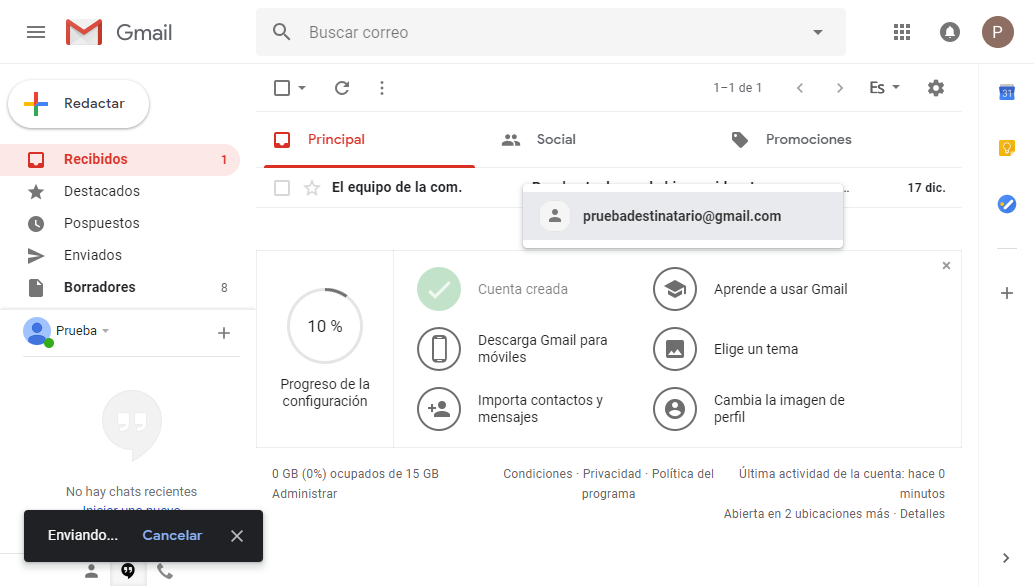 Gmail
Buscar correo
P
Redactar
1–1 de 1
Es
31
Principal
Social
Promociones
Recibidos 1
Destacados
Pospuestos
Enviados
Borradores 8
El equipo de la com.
17 dic.
pruebadestinatario@gmail.com
Prueba
10 %
Progreso de la
configuración
Cuenta creada
Aprende a usar Gmail
Descarga Gmail para
móviles
Elige un tema
Importa contactos y
mensajes
Cambia la imagen de
perfil
No hay chats recientes
Iniciar uno nuevo
0 GB (0%) ocupados de 15 GB
Administrar
Condiciones · Privacidad · Política del
programa
Última actividad de la cuenta: hace 0
minutos
Abierta en 2 ubicaciones más · Detalles
Enviando...
Cancelar